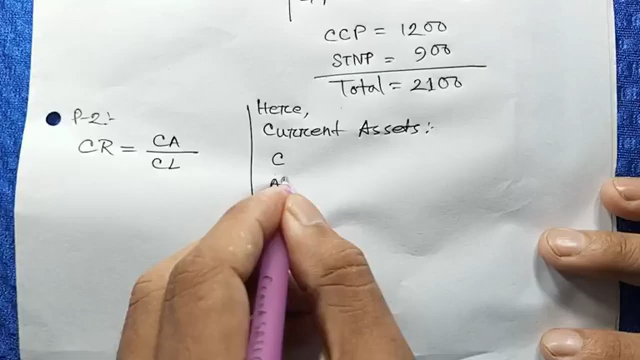 CCP = 1200
STNP = 900
Total = 2100
P-2:-
CR = CA / CL
Here,
Current Assets:-
C